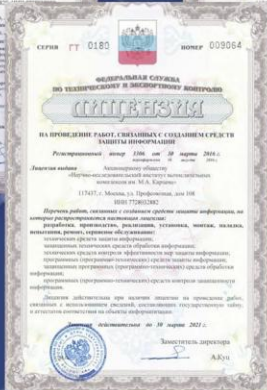 СЕРИЯ ГТ 0180 НОМЕР 009064
ФЕДЕРАЛЬНАЯ СЛУЖБА
ПО ТЕХНИЧЕСКОМУ И ЭКСПОРТНОМУ КОНТРОЛЮ
ЛИЦЕНЗИЯ
НА ПРОВЕДЕНИЕ РАБОТ, СВЯЗАННЫХ С СОЗДАНИЕМ СРЕДСТВ
ЗАЩИТЫ ИНФОРМАЦИИ
Регистрационный номер 3306 от 30 марта 2016г.
Лицензия выдана Акционерному обществу
«Научно-исследовательский институт вычислительных
комплексов им. М.А. Карцева»
117437, г. Москва, ул. Профсоюзная, дом 108
ИНН 7728032882
Перечень работ, связанных с созданием средств защиты информации, на
которые распространяется настоящая лицензия:
разработка, производство, реализация, установка, монтаж, наладка,
испытания, ремонт, сервисное обслуживание:
технических средств защиты информации;
защищенных технических средств обработки информации;
технических средств контроля эффективности мер защиты информации;
программных (программно-технических) средств защиты информации;
защищенных программных (программно-технических) средств обработки
информации;
программных (программно-технических) средств контроля защищенности
информации.
Лицензия действительна при наличии лицензии на проведение работ,
связанных с использованием сведений, составляющих государственную тайну,
и аттестатов соответствия на объекты информатизации.
Лицензия действительна до 30 марта 2021 г.
Заместитель директора
А.Куц